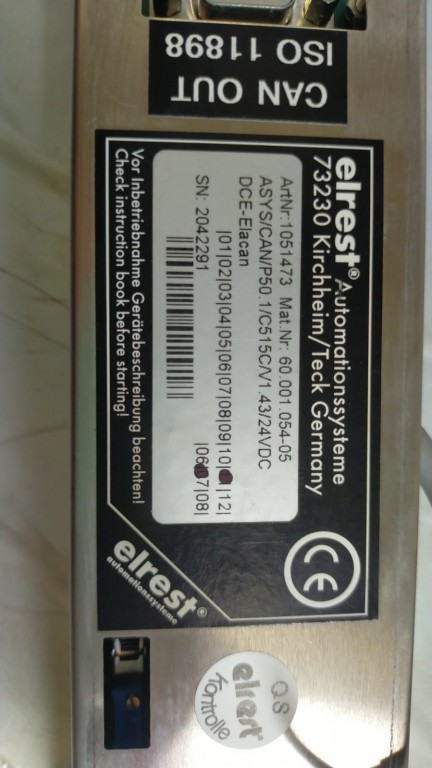 CAN OUT
ISO 11898
elrest® Automationssysteme
73230 Kirchheim/Teck Germany
ArtNr:1051473 Mat.Nr: 60.001.054-05
ASYS/CAN/P50.1/C515C/V1.43/24VDC
DCE-Elacan
|01|02|03|04|05|06|07|08|09|10| |12|
|06|07|08|
SN: 2042291
Vor Inbetriebnahme Gerätebeschreibung beachten!
Check instruction book before starting!
CE
elrest®
automationssysteme
QS
elrest
Kontrolle